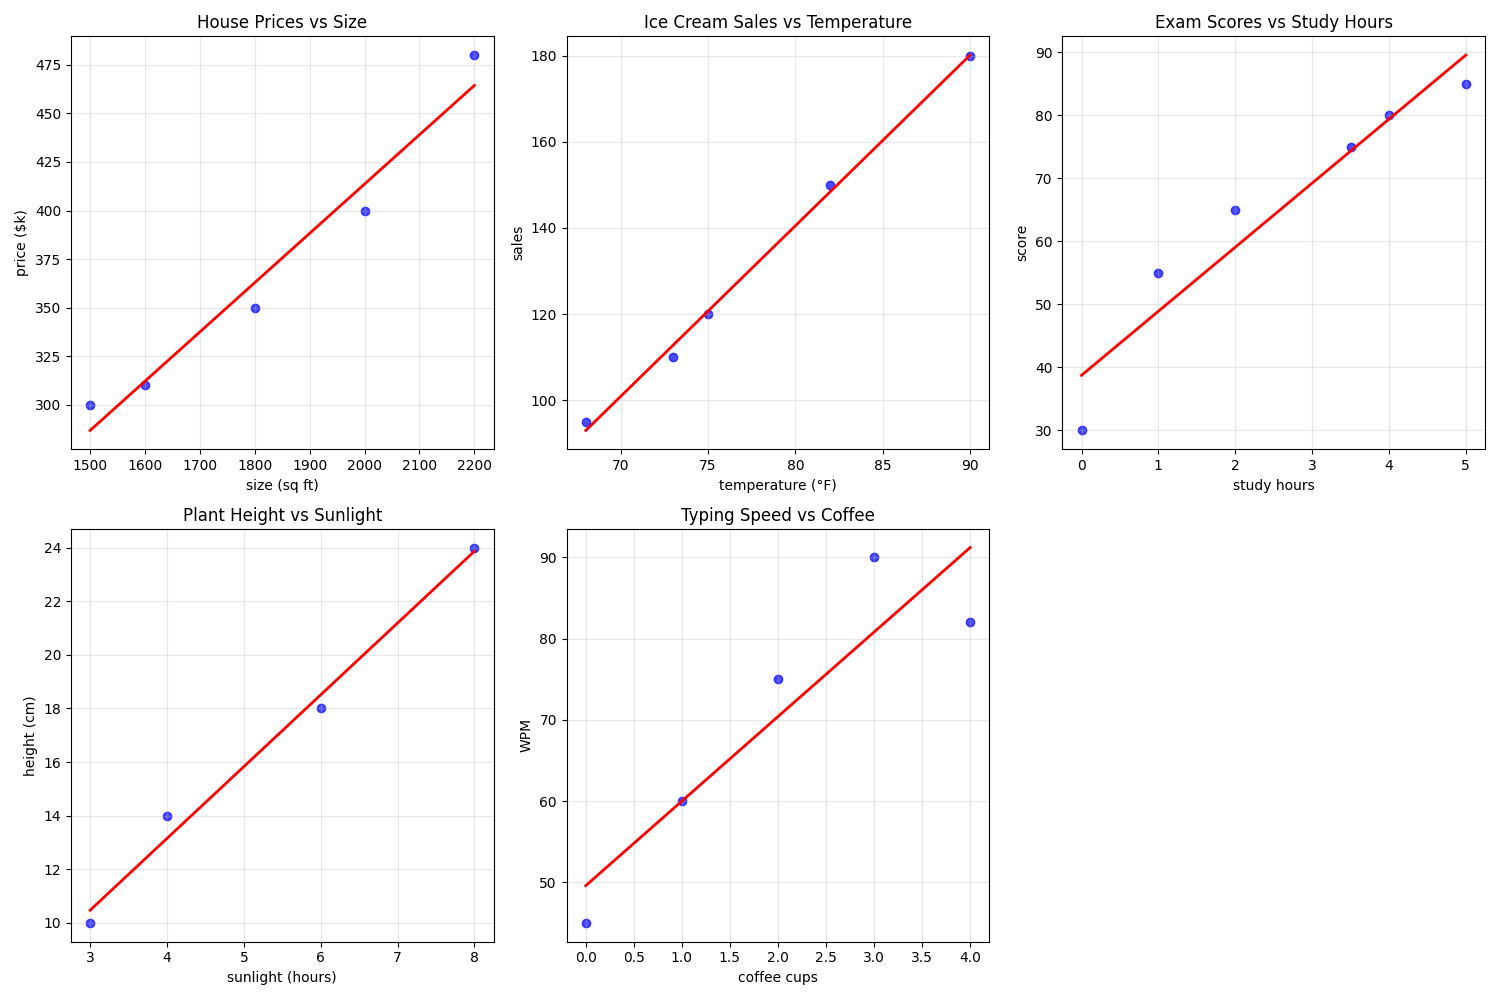 House Prices vs Size
price ($k)
475
450
425
400
375
350
325
300
1500 1600 1700 1800 1900 2000 2100 2200
size (sq ft)
Ice Cream Sales vs Temperature
sales
180
160
140
120
100
70 75 80 85 90
temperature (°F)
Exam Scores vs Study Hours
score
90
80
70
60
50
40
30
0 1 2 3 4 5
study hours
Plant Height vs Sunlight
height (cm)
24
22
20
18
16
14
12
10
3 4 5 6 7 8
sunlight (hours)
Typing Speed vs Coffee
WPM
90
80
70
60
50
0.0 0.5 1.0 1.5 2.0 2.5 3.0 3.5 4.0
coffee cups